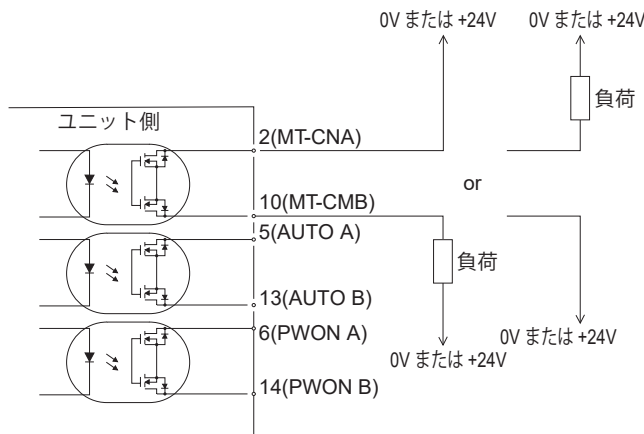 0V または +24V
0V または +24V
負荷
ユニット側
2(MT-CNA)
or
10(MT-CMB)
5(AUTO A)
負荷
13(AUTO B)
6(PWON A)
0V または +24V
0V または +24V
14(PWON B)